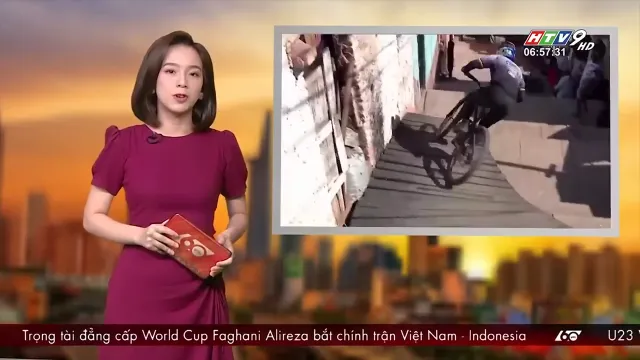 HTV9 HD
06:57:31
Trọng tài đẳng cấp World Cup Faghani Alireza bắt chính trận Việt Nam - Indonesia 60 U23